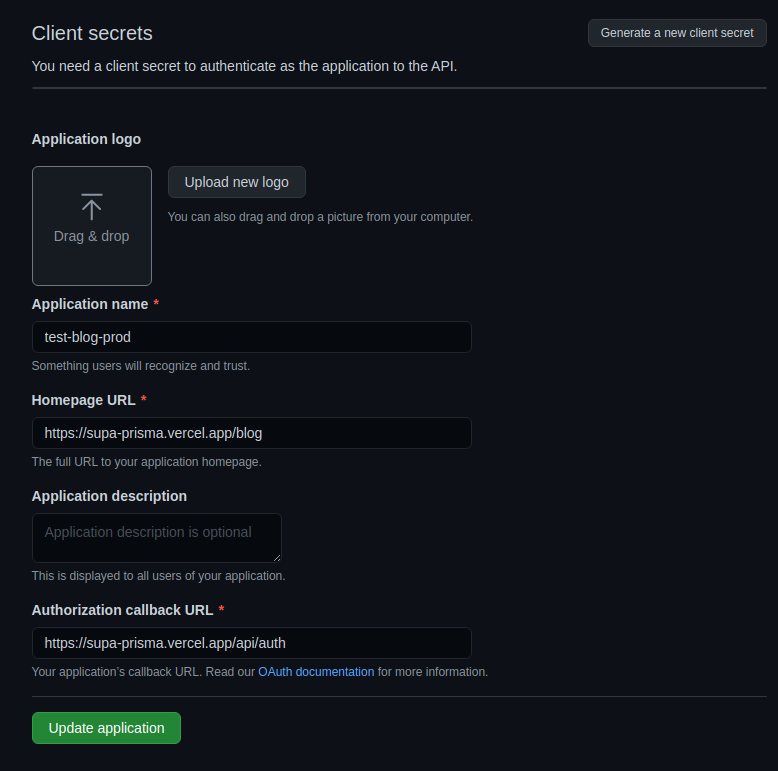 Client secrets
Generate a new client secret
You need a client secret to authenticate as the application to the API.
Application logo
Drag & drop
Upload new logo
You can also drag and drop a picture from your computer.
Application name *
test-blog-prod
Something users will recognize and trust.
Homepage URL *
https://supa-prisma.vercel.app/blog
The full URL to your application homepage.
Application description
Application description is optional
This is displayed to all users of your application.
Authorization callback URL *
https://supa-prisma.vercel.app/api/auth
Your application’s callback URL. Read our OAuth documentation for more information.
Update application